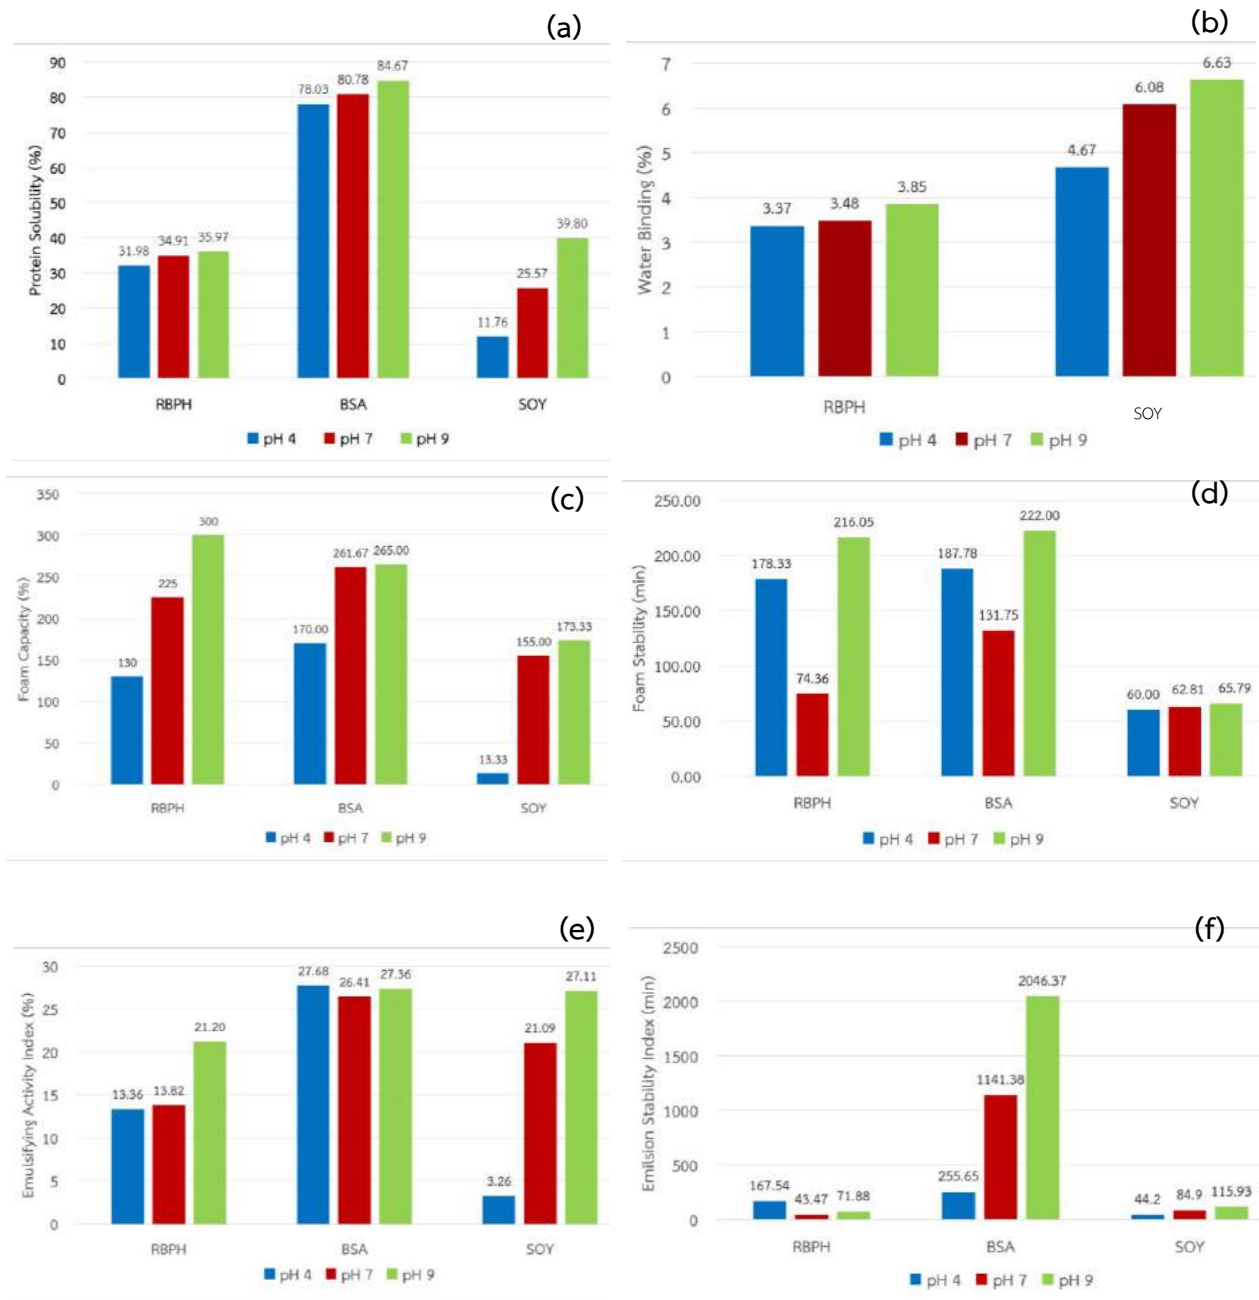 (a)
Protein Solubility (%)
90
80
70
60
50
40
30
20
10
0
31.98 34.91 35.97
78.03 80.78 84.67
11.76 25.57 39.80
RBPH BSA SOY
pH 4 pH 7 pH 9
(b)
Water Binding (%)
7
6
5
4
3
2
1
0
3.37 3.48 3.85
4.67 6.08 6.63
RBPH SOY
pH 4 pH 7 pH 9
(c)
Foam Capacity (%)
350
300
250
200
150
100
50
0
130 225 300
170.00 261.67 265.00
13.33 155.00 173.33
RBPH BSA SOY
pH 4 pH 7 pH 9
(d)
Foam Stability (min)
250.00
200.00
150.00
100.00
50.00
0.00
178.33 74.36 216.05
187.78 131.75 222.00
60.00 62.81 65.79
RBPH BSA SOY
pH 4 pH 7 pH 9
(e)
Emulsifying Activity Index (%)
30
25
20
15
10
5
0
13.36 13.82 21.20
27.68 26.41 27.36
3.26 21.09 27.11
RBPH BSA SOY
pH 4 pH 7 pH 9
(f)
Emilsion Stability Index (min)
2500
2000
1500
1000
500
0
167.54 43.47 71.88
255.65 1141.38 2046.37
44.2 84.9 115.93
RBPH BSA SOY
pH 4 pH 7 pH 9